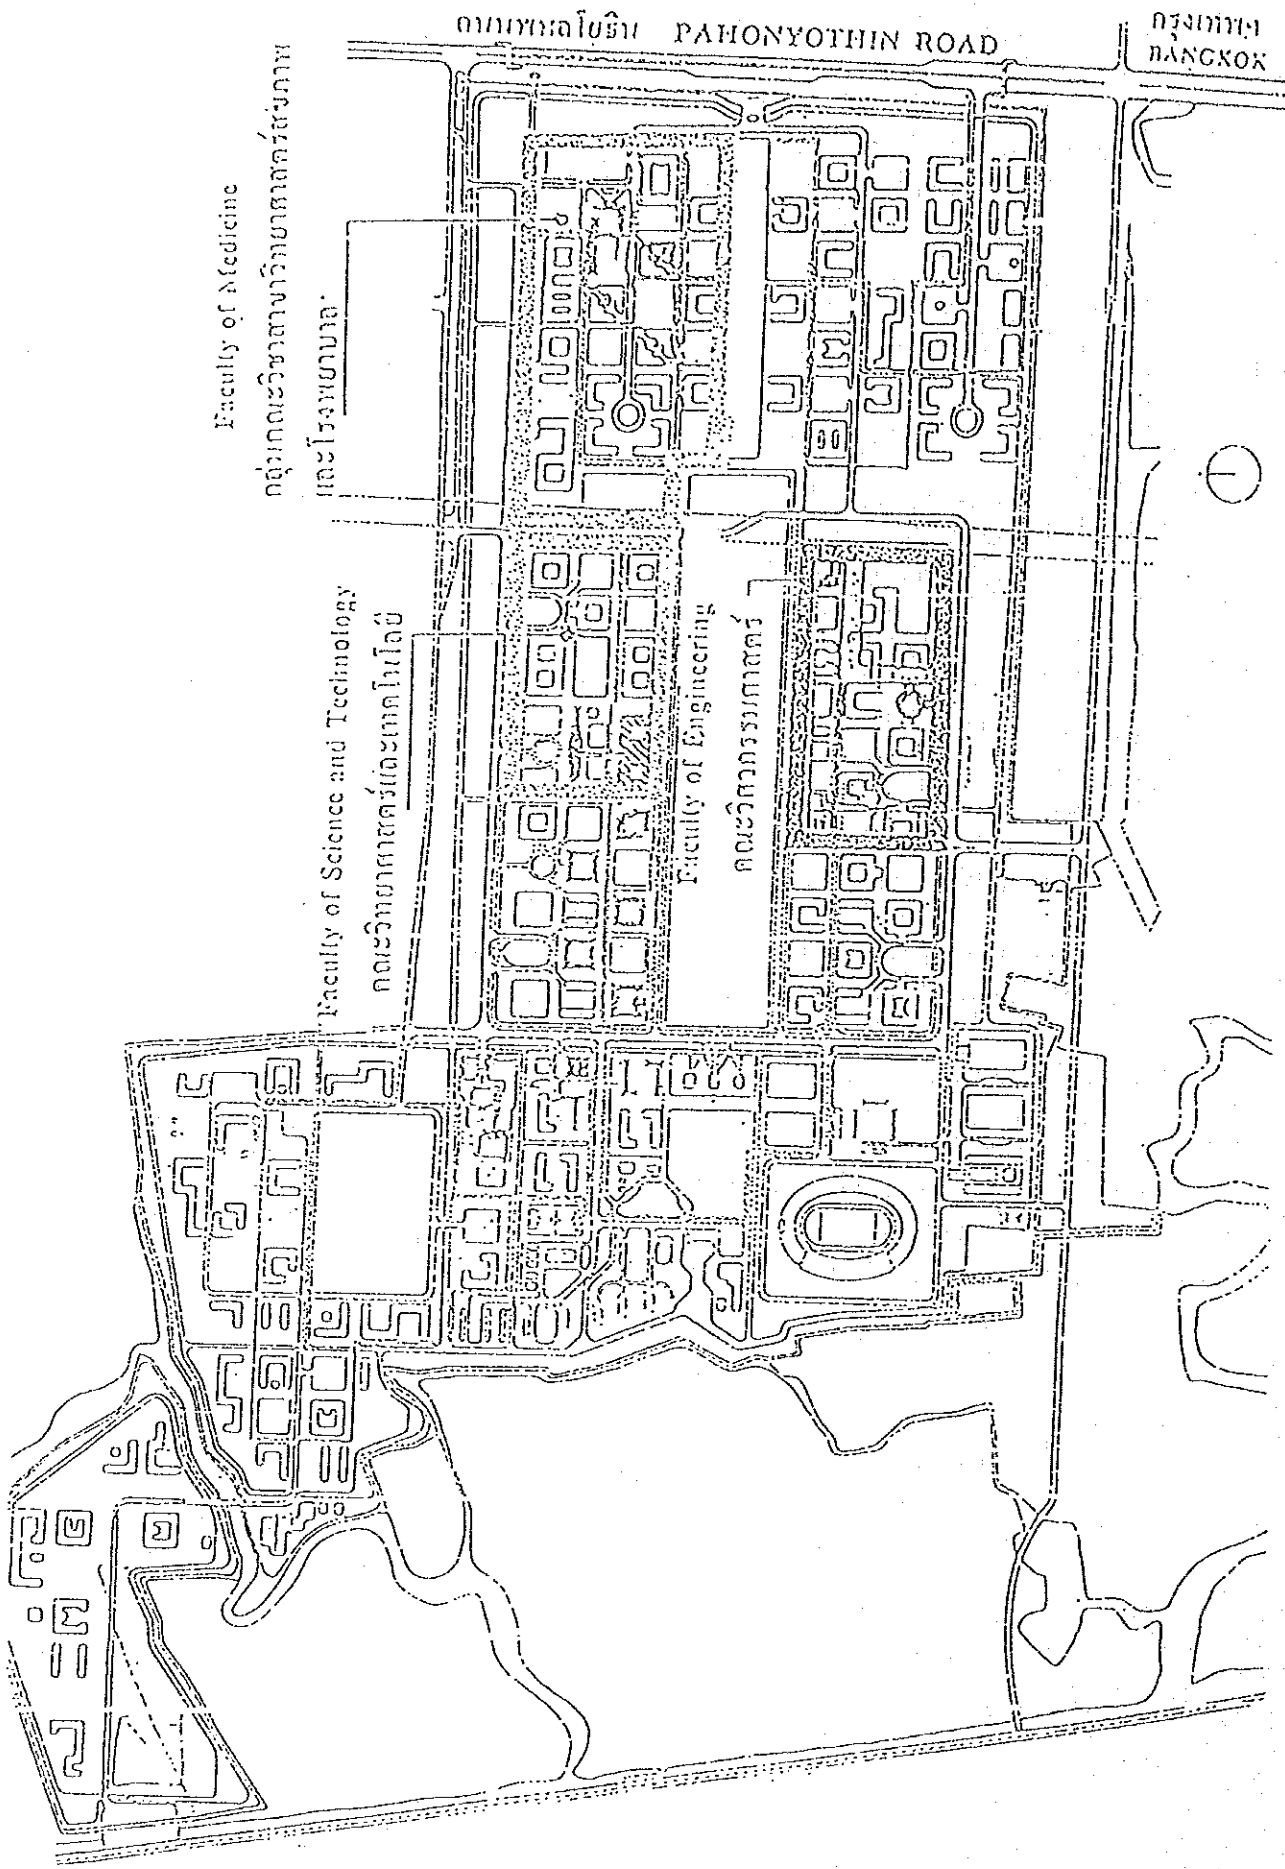 ถนนพหลโยธิน PAHONYOTHIN ROAD
กรุงเทพฯ
BANGKOK
Faculty of Medicine
กลุ่มคณะวิชาสาขาวิทยาศาสตร์สุขภาพ
และโรงพยาบาล
Faculty of Science and Technology
คณะวิทยาศาสตร์และเทคโนโลยี
Faculty of Engineering
คณะวิศวกรรมศาสตร์